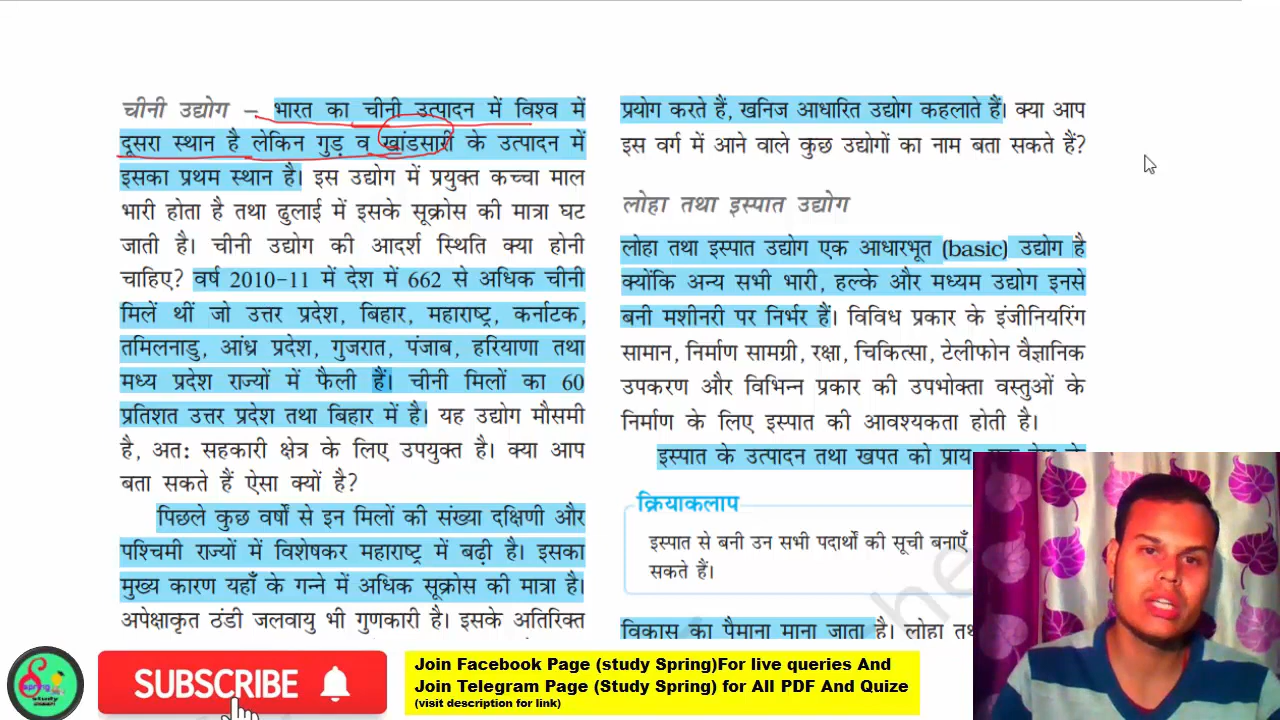 चीनी उद्योग – भारत का चीनी उत्पादन में विश्व में
दूसरा स्थान है लेकिन गुड़ व खांडसारी के उत्पादन में
इसका प्रथम स्थान है। इस उद्योग में प्रयुक्त कच्चा माल
भारी होता है तथा ढुलाई में इसके सूक्रोस की मात्रा घट
जाती है। चीनी उद्योग की आदर्श स्थिति क्या होनी
चाहिए? वर्ष 2010-11 में देश में 662 से अधिक चीनी
मिलें थीं जो उत्तर प्रदेश, बिहार, महाराष्ट्र, कर्नाटक,
तमिलनाडु, आंध्र प्रदेश, गुजरात, पंजाब, हरियाणा तथा
मध्य प्रदेश राज्यों में फैली हैं। चीनी मिलों का 60
प्रतिशत उत्तर प्रदेश तथा बिहार में है। यह उद्योग मौसमी
है, अतः सहकारी क्षेत्र के लिए उपयुक्त है। क्या आप
बता सकते हैं ऐसा क्यों है?
पिछले कुछ वर्षों से इन मिलों की संख्या दक्षिणी और
पश्चिमी राज्यों में विशेषकर महाराष्ट्र में बढ़ी है। इसका
मुख्य कारण यहाँ के गन्ने में अधिक सूक्रोस की मात्रा है।
अपेक्षाकृत ठंडी जलवायु भी गुणकारी है। इसके अतिरिक्त
प्रयोग करते हैं, खनिज आधारित उद्योग कहलाते हैं। क्या आप
इस वर्ग में आने वाले कुछ उद्योगों का नाम बता सकते हैं?
लोहा तथा इस्पात उद्योग
लोहा तथा इस्पात उद्योग एक आधारभूत (basic) उद्योग है
क्योंकि अन्य सभी भारी, हल्के और मध्यम उद्योग इनसे
बनी मशीनरी पर निर्भर हैं। विविध प्रकार के इंजीनियरिंग
सामान, निर्माण सामग्री, रक्षा, चिकित्सा, टेलीफोन वैज्ञानिक
उपकरण और विभिन्न प्रकार की उपभोक्ता वस्तुओं के
निर्माण के लिए इस्पात की आवश्यकता होती है।
इस्पात के उत्पादन तथा खपत को
क्रियाकलाप
इस्पात से बनी उन सभी पदार्थों की सूची बनाएँ
सकते हैं।
विकास का पैमाना माना जाता है। लोहा
SUBSCRIBE
Join Facebook Page (study Spring)For live queries And
Join Telegram Page (Study Spring) for All PDF And Quize
(visit description for link)